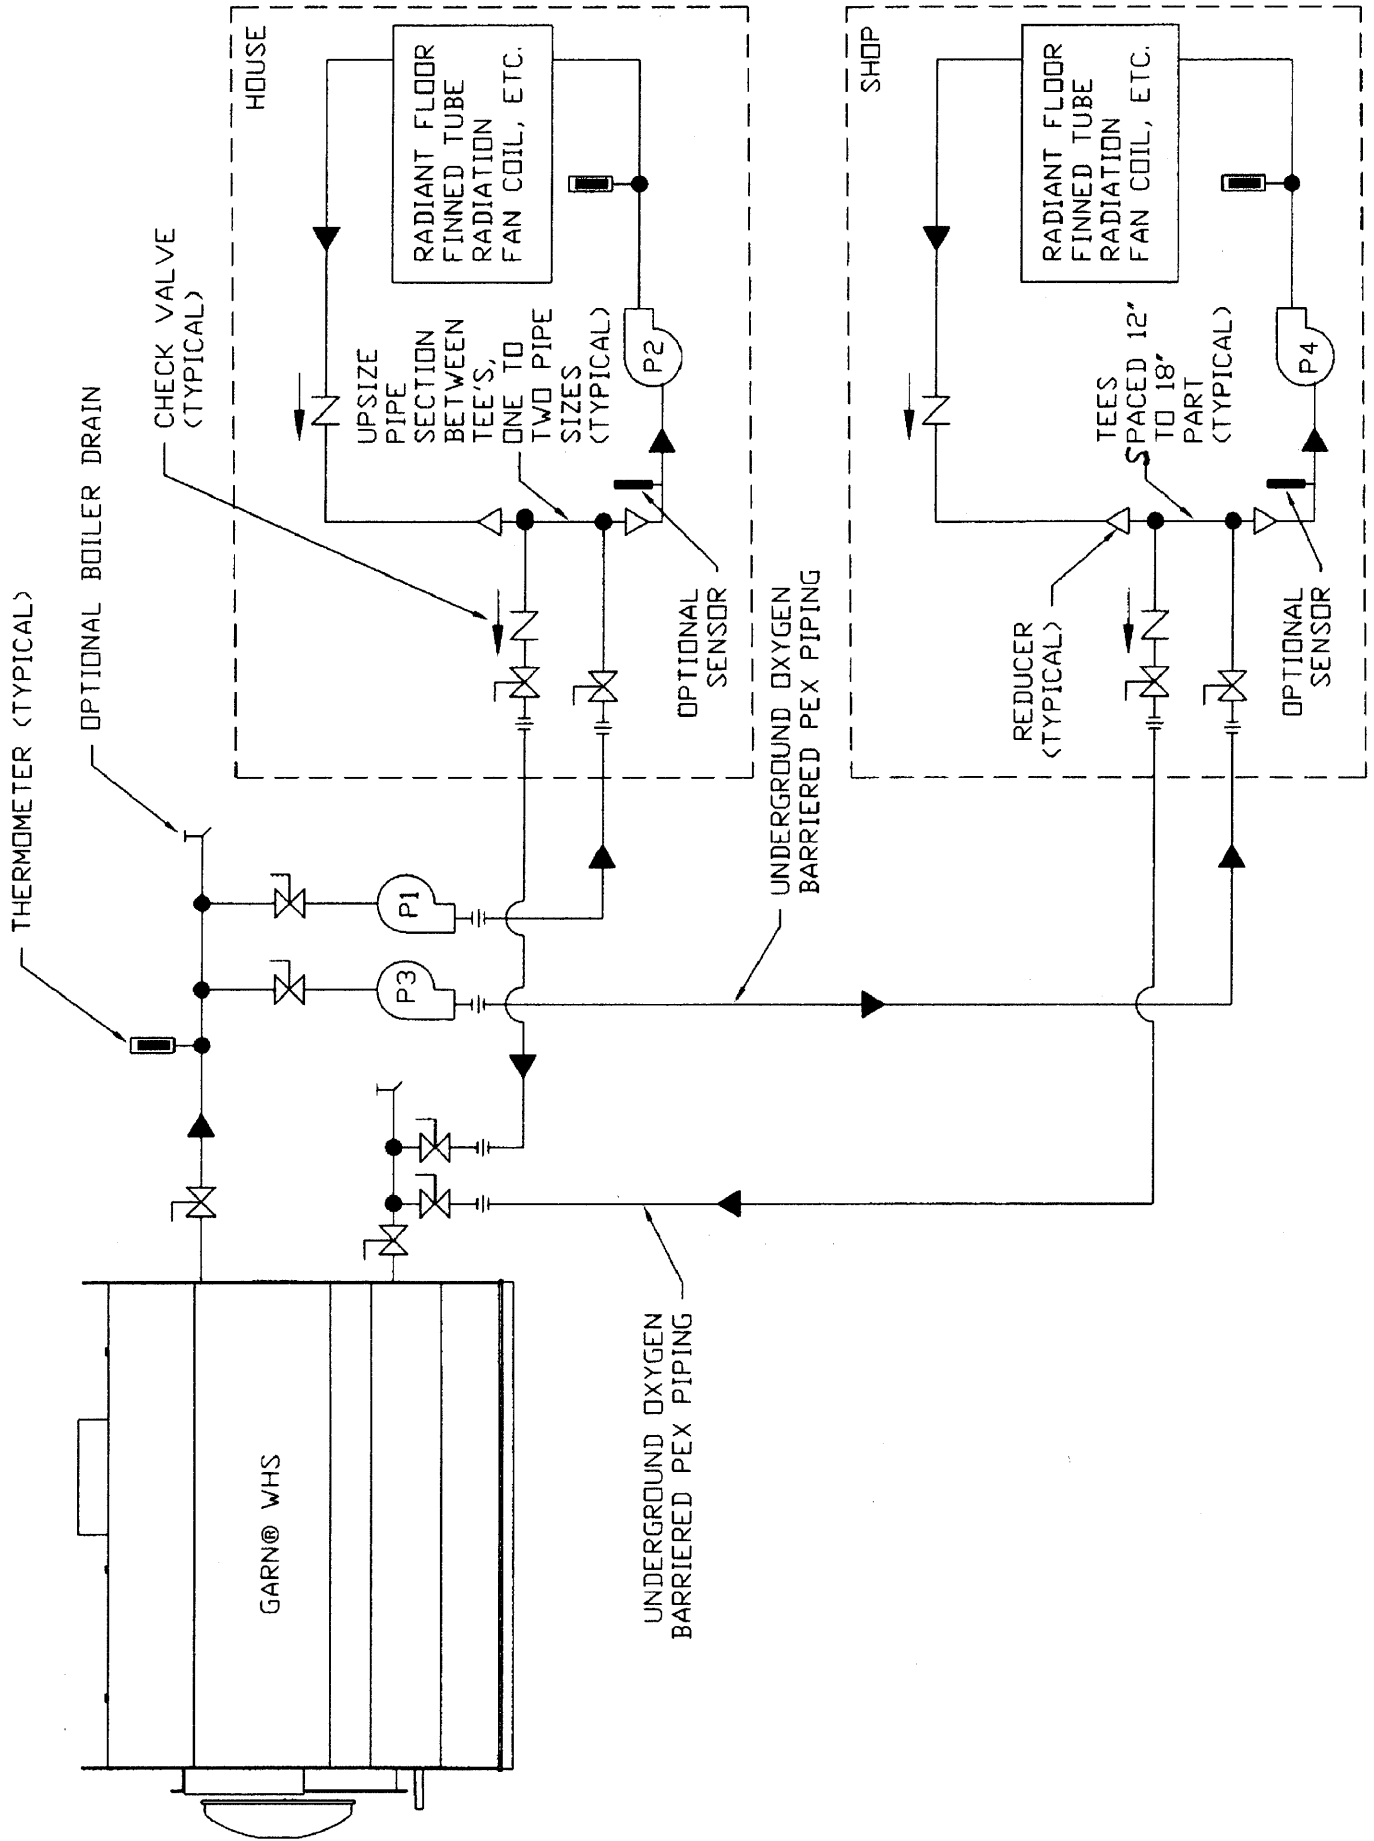 THERMOMETER (TYPICAL)
OPTIONAL BOILER DRAIN
CHECK VALVE
(TYPICAL)
HOUSE
RADIANT FLOOR
FINNED TUBE
RADIATION
FAN COIL, ETC.
UPSIZE
PIPE
SECTION
BETWEEN
TEE'S,
ONE TO
TWO PIPE
SIZES
(TYPICAL)
P2
OPTIONAL
SENSOR
P1
P3
UNDERGROUND OXYGEN
BARRIERED PEX PIPING
SHOP
RADIANT FLOOR
FINNED TUBE
RADIATION
FAN COIL, ETC.
TEES
SPACED 12"
TO 18"
PART
(TYPICAL)
P4
REDUCER
(TYPICAL)
OPTIONAL
SENSOR
GARN® WHS
UNDERGROUND OXYGEN
BARRIERED PEX PIPING